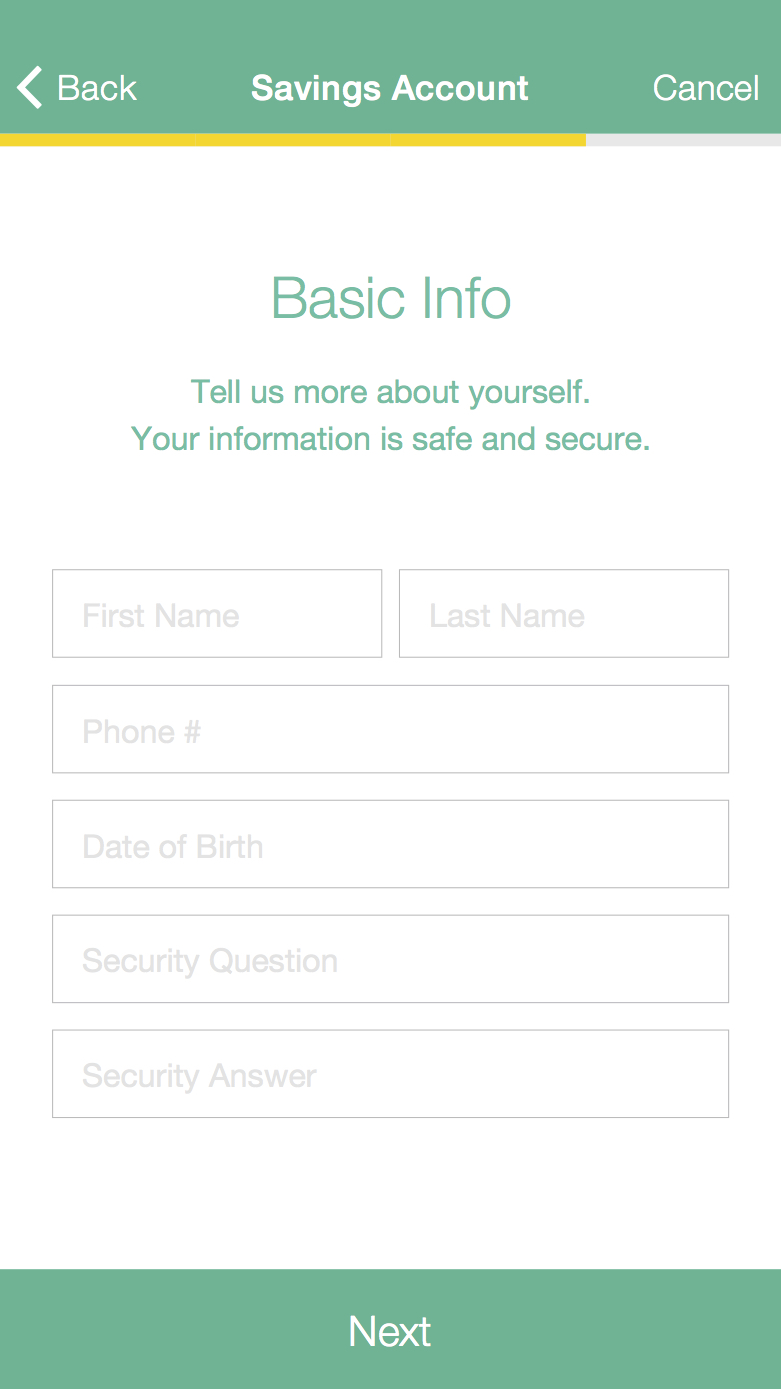 Back Savings Account Cancel
Basic Info
Tell us more about yourself.
Your information is safe and secure.
First Name Last Name
Phone #
Date of Birth
Security Question
Security Answer
Next